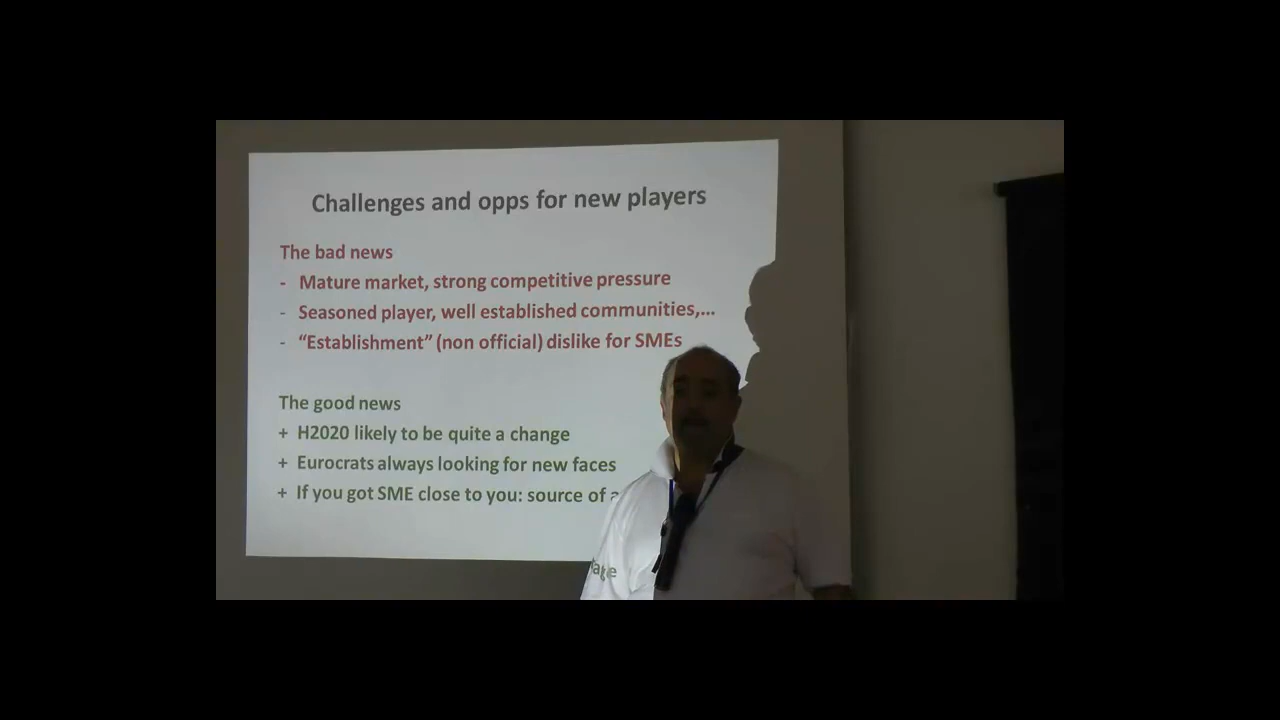 Challenges and opps for new players
The bad news
- Mature market, strong competitive pressure
- Seasoned player, well established communities,...
- “Establishment” (non official) dislike for SMEs
The good news
+ H2020 likely to be quite a change
+ Eurocrats always looking for new faces
+ If you got SME close to you: source of